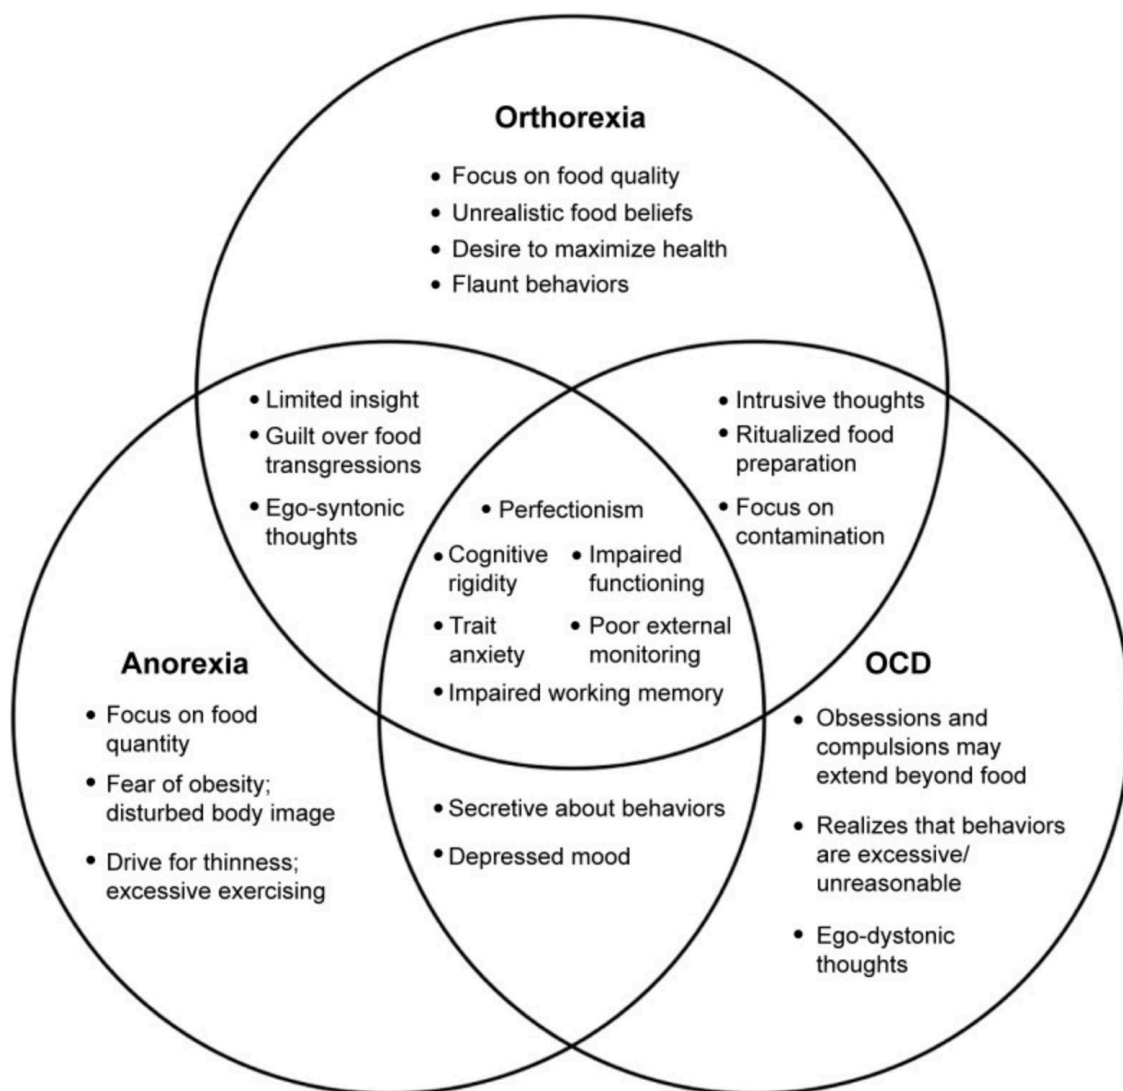 Orthorexia
• Focus on food quality
• Unrealistic food beliefs
• Desire to maximize health
• Flaunt behaviors
• Limited insight
• Guilt over food
transgressions
• Ego-syntonic
thoughts
• Intrusive thoughts
• Ritualized food
preparation
• Focus on
contamination
• Perfectionism
• Cognitive
rigidity
• Impaired
functioning
• Trait
anxiety
• Poor external
monitoring
• Impaired working memory
Anorexia
• Focus on food
quantity
• Fear of obesity;
disturbed body image
• Drive for thinness;
excessive exercising
• Secretive about behaviors
• Depressed mood
OCD
• Obsessions and
compulsions may
extend beyond food
• Realizes that behaviors
are excessive/
unreasonable
• Ego-dystonic
thoughts